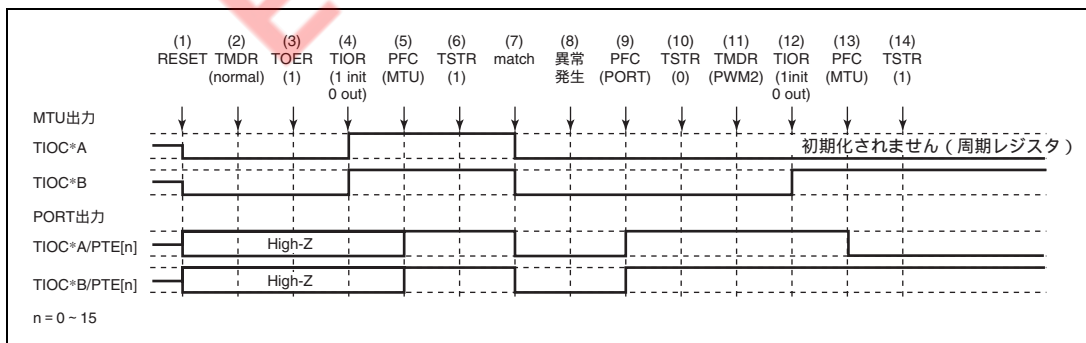 (1) (2) (3) (4) (5) (6) (7) (8) (9) (10) (11) (12) (13) (14)
RESET TMDR TOER TIOR PFC TSTR match 異常 PFC TSTR TMDR TIOR PFC TSTR
(normal) (1) (1 init (MTU) (1) 発生 (PORT) (0) (PWM2) (1init (MTU) (1)
0 out) 0 out)
MTU出力
TIOC*A 初期化されません(周期レジスタ)
TIOC*B
PORT出力
TIOC*A/PTE[n] High-Z
TIOC*B/PTE[n] High-Z
n = 0 ~ 15